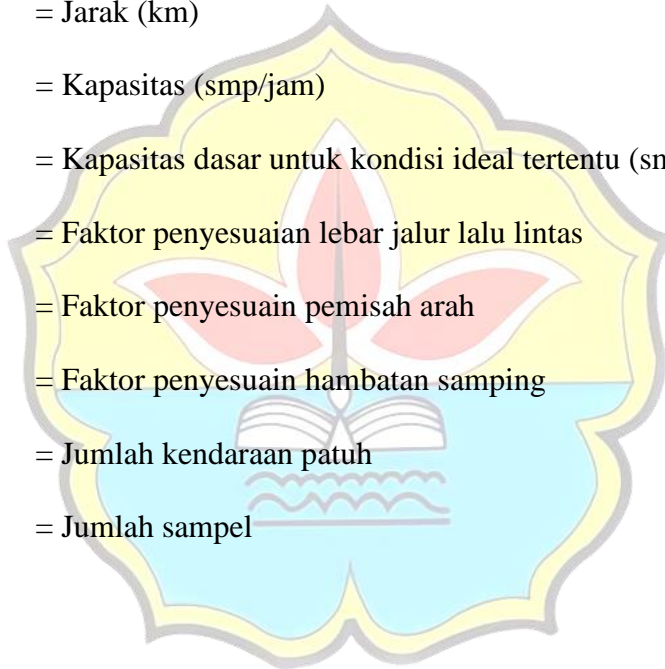 = Jarak (km)
= Kapasitas (smp/jam)
= Kapasitas dasar untuk kondisi ideal tertentu
= Faktor penyesuaian lebar jalur lalu lintas
= Faktor penyesuain pemisah arah
= Faktor penyesuain hambatan samping
= Jumlah kendaraan patuh
= Jumlah sampel